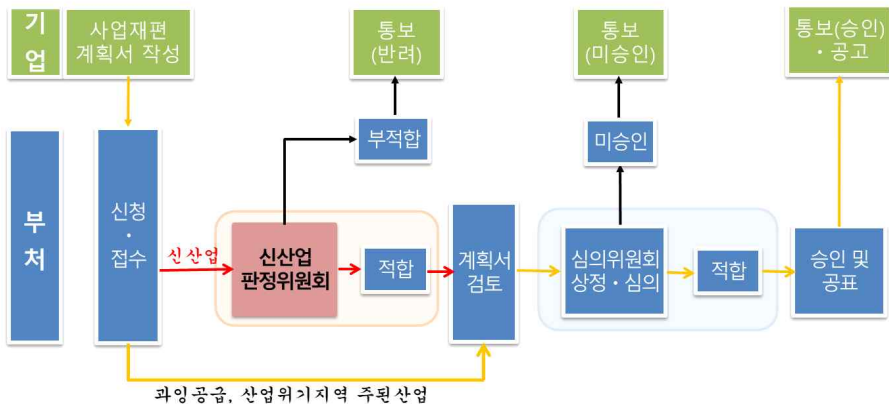 기
업
사업재편
계획서 작성
통보
(반려)
통보
(미승인)
통보(승인)
・공고
부적합
미승인
부
처
신청
・
접수
신산업
신산업
판정위원회
적합
계획서
검토
심의위원회
상정・심의
적합
승인 및
공표
과잉공급, 산업위기지역 주된산업